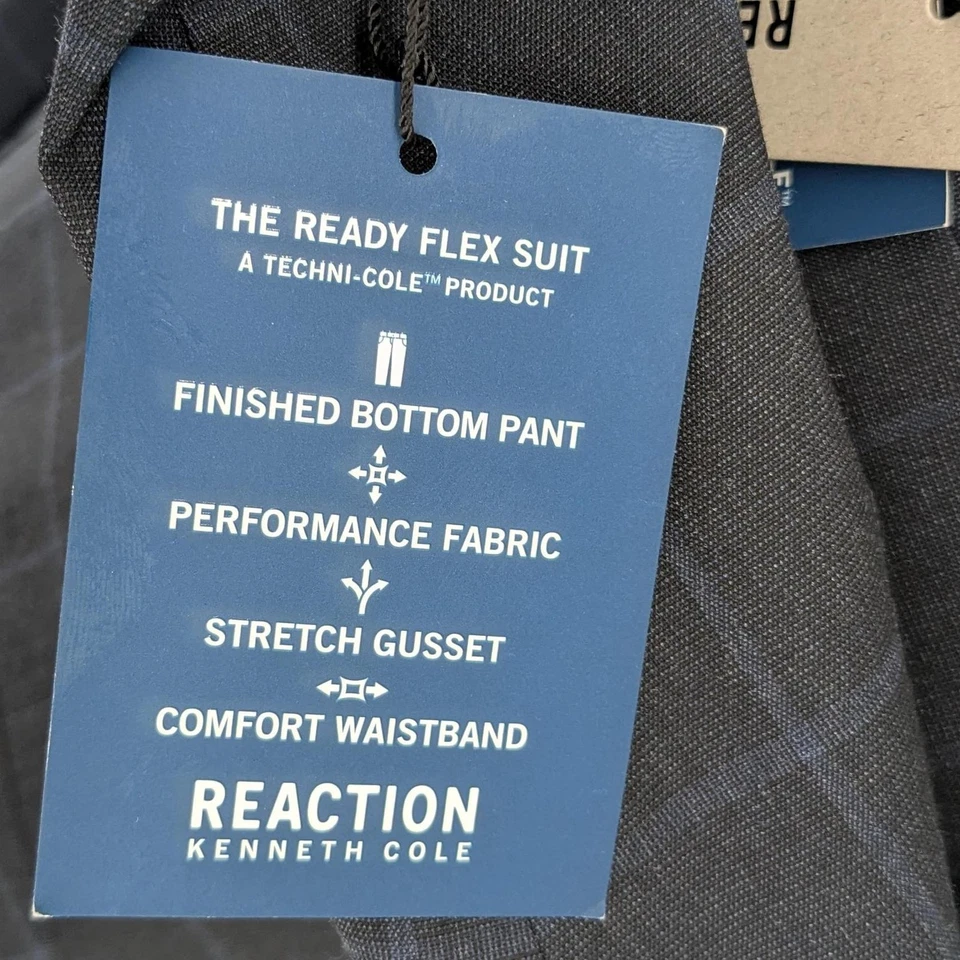 THE READY FLEX SUIT
A TECHNI-COLE™ PRODUCT
FINISHED BOTTOM PANT
PERFORMANCE FABRIC
STRETCH GUSSET
COMFORT WAISTBAND
REACTION
KENNETH COLE
RE